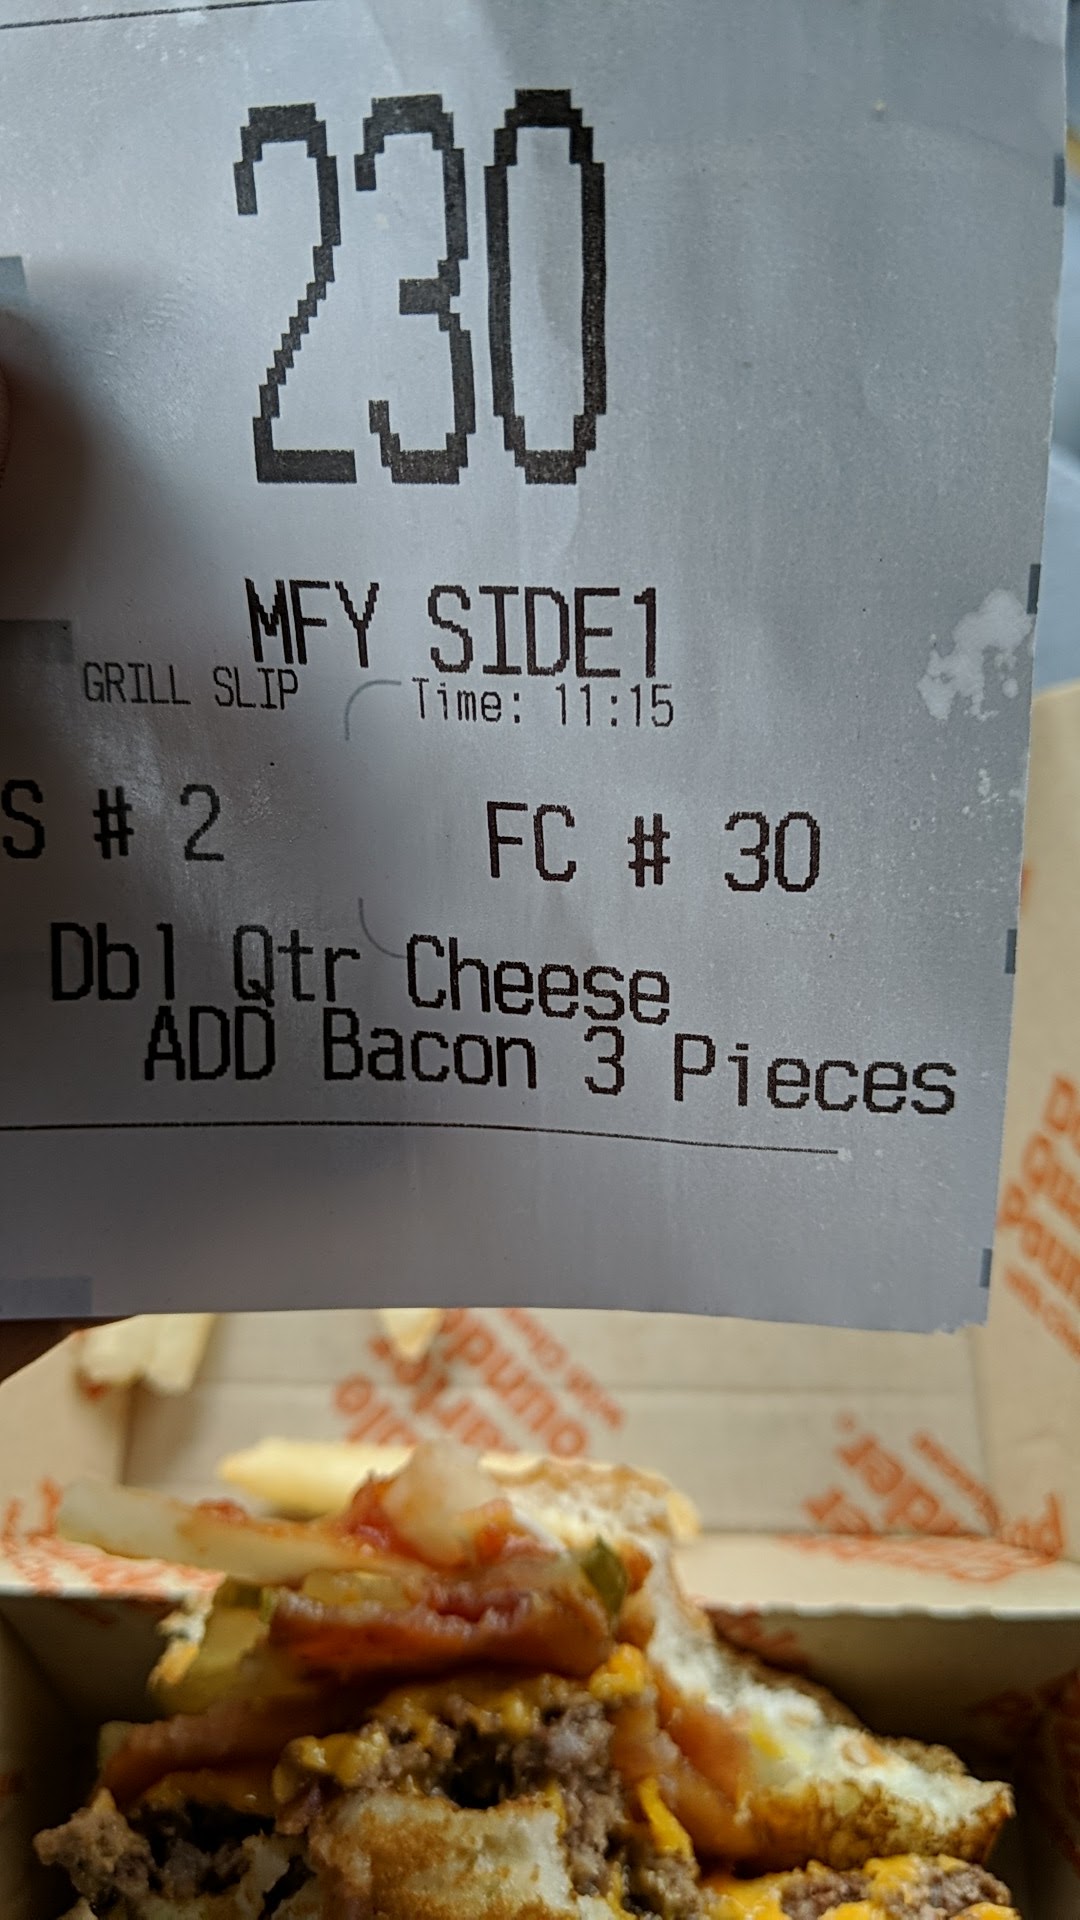 230
MFY SIDE1
GRILL SLIP Time: 11:15
S # 2 FC # 30
Dbl Qtr Cheese
ADD Bacon 3 Pieces